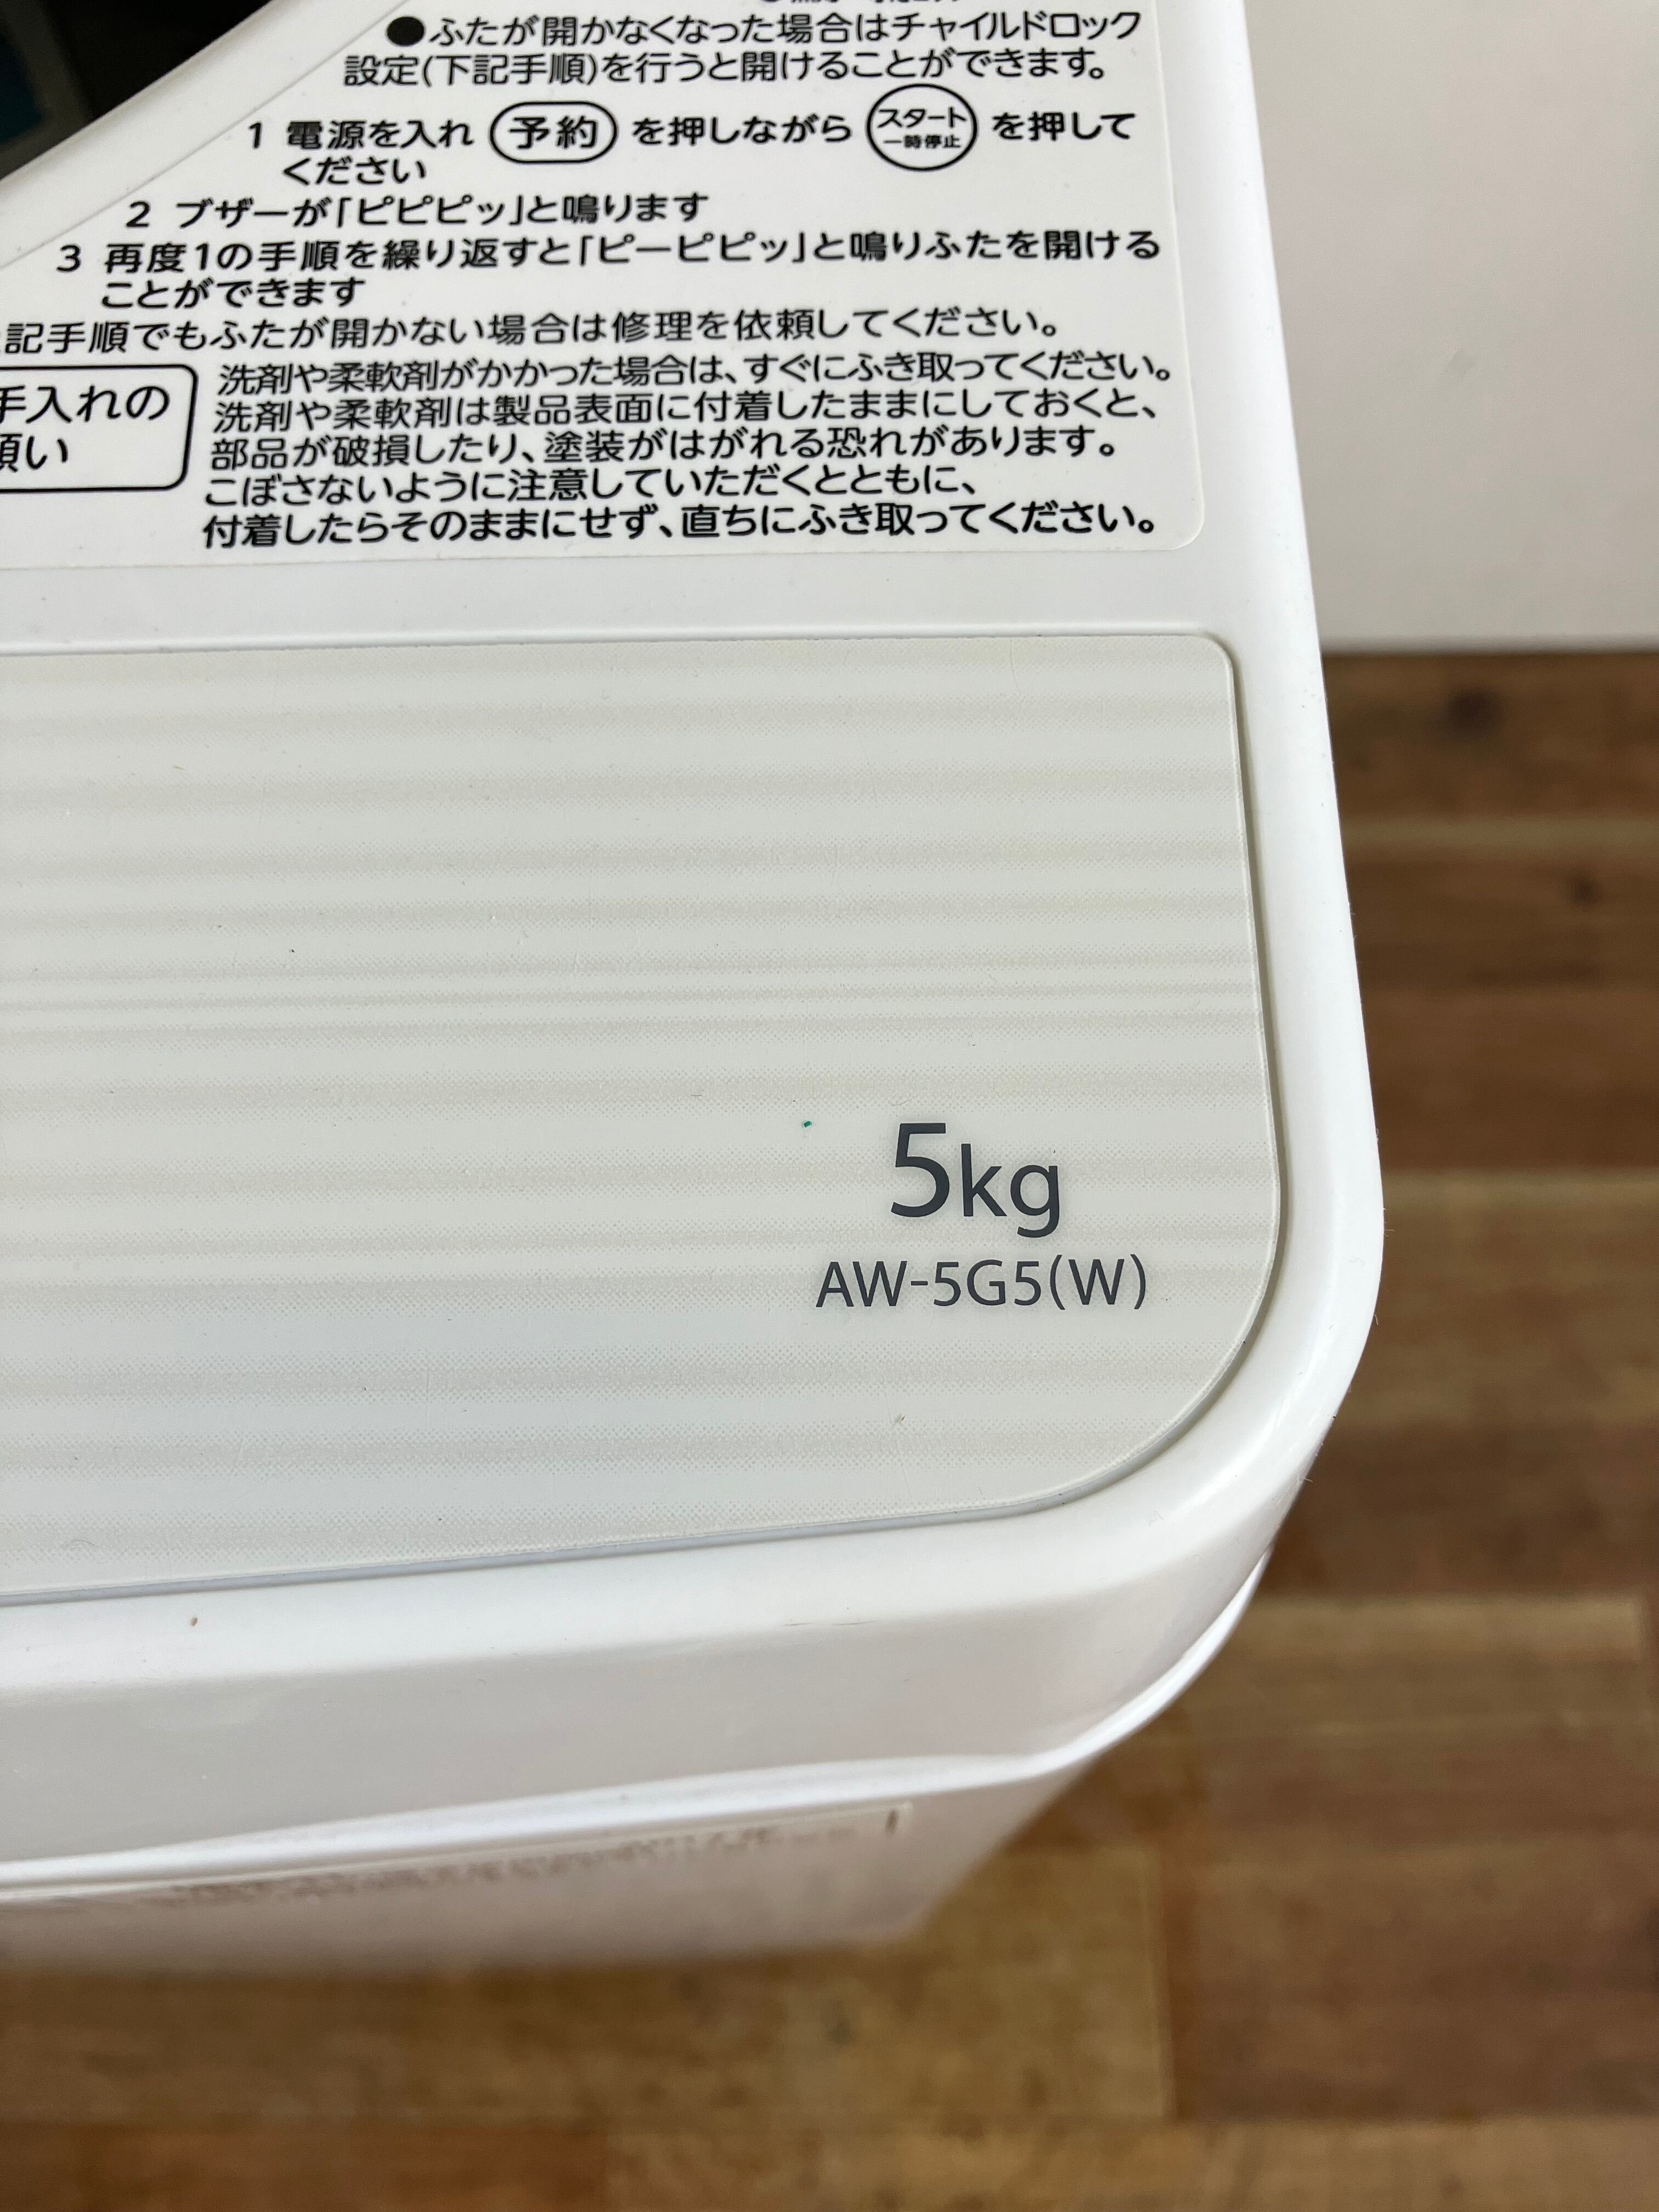 ●ふたが開かなくなった場合はチャイルドロック
設定(下記手順)を行うと開けることができます。
1 電源を入れ 予約 を押しながら スタート 一時停止 を押して
ください
2 ブザーが「ピピピッ」と鳴ります
3 再度1の手順を繰り返すと「ピーピピッ」と鳴りふたを開ける
ことができます
記手順でもふたが開かない場合は修理を依頼してください。
手入れの
願い
洗剤や柔軟剤がかかった場合は、すぐにふき取ってください。
洗剤や柔軟剤は製品表面に付着したままにしておくと、
部品が破損したり、塗装がはがれる恐れがあります。
こぼさないように注意していただくとともに、
付着したらそのままにせず、直ちにふき取ってください。
5kg
AW-5G5(W)